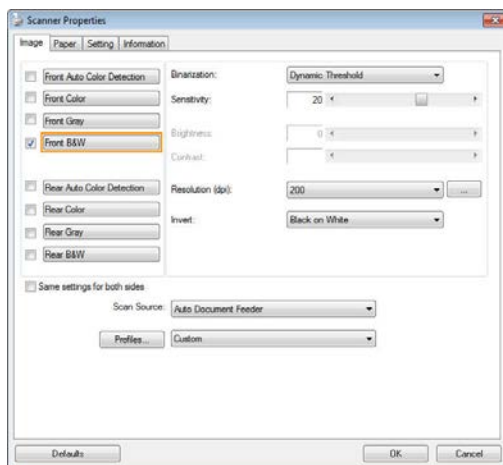 Scanner Properties
Image Paper Setting Information
Front Auto Color Detection
Front Color
Front Gray
Front B&W
Rear Auto Color Detection
Rear Color
Rear Gray
Rear B&W
Binarization: Dynamic Threshold
Sensitivity: 20
Brightness: 0
Contrast:
Resolution (dpi): 200 ...
Invert: Black on White
Same settings for both sides
Scan Source: Auto Document Feeder
Profiles... Custom
Defaults OK Cancel